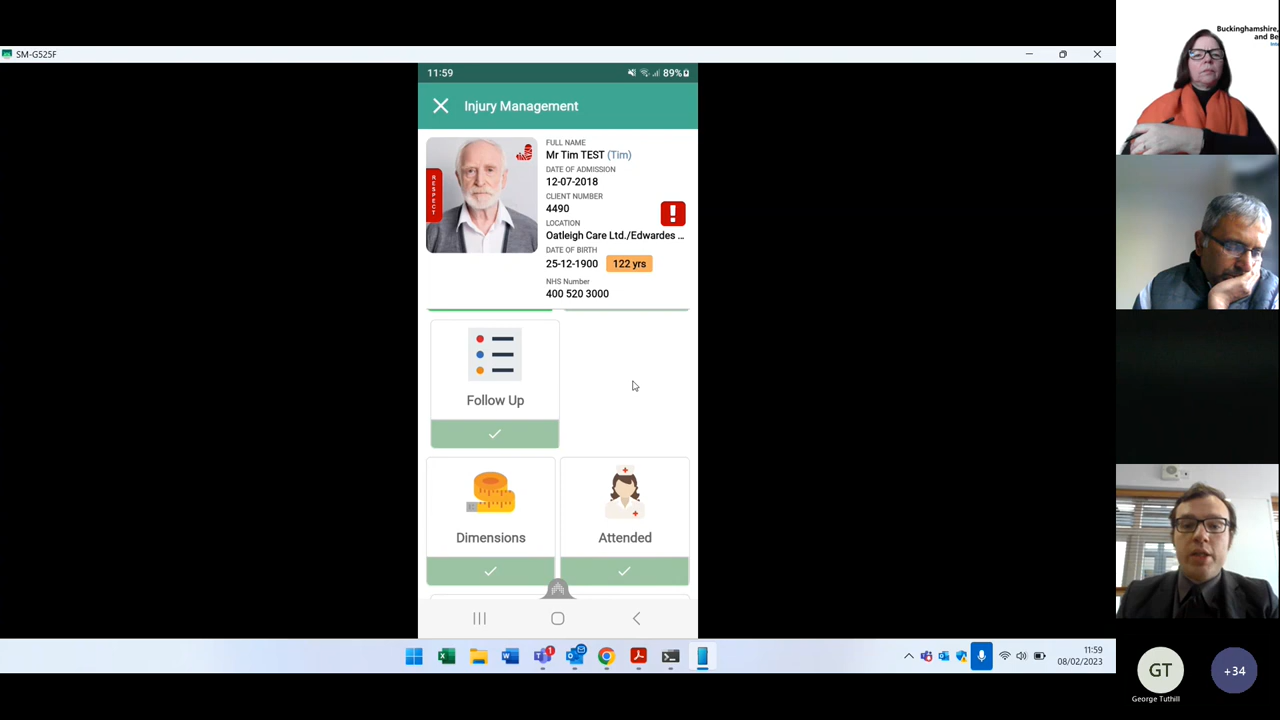 SM-G525F
11:59
89%
Injury Management
FULL NAME
Mr Tim TEST (Tim)
DATE OF ADMISSION
12-07-2018
CLIENT NUMBER
4490
LOCATION
Oatleigh Care Ltd./Edwardes ...
DATE OF BIRTH
25-12-1900 122 yrs
NHS Number
400 520 3000
RESPECT
!
Follow Up
Dimensions
Attended
11:59
08/02/2023
Buckinghamshire,
and Be
GT
George Tuthill
+34